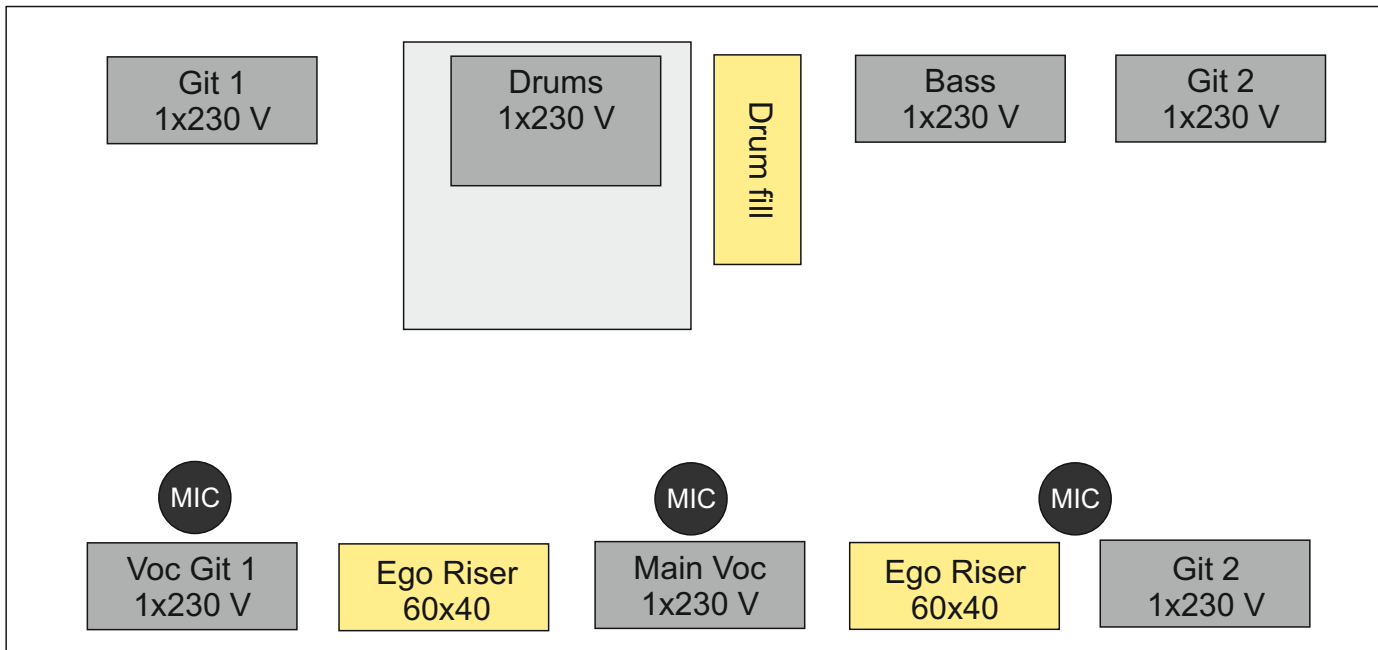 Git 1
1x230 V
Drums
1x230 V
Drum fill
Bass
1x230 V
Git 2
1x230 V
MIC
MIC
MIC
Voc Git 1
1x230 V
Ego Riser
60x40
Main Voc
1x230 V
Ego Riser
60x40
Git 2
1x230 V